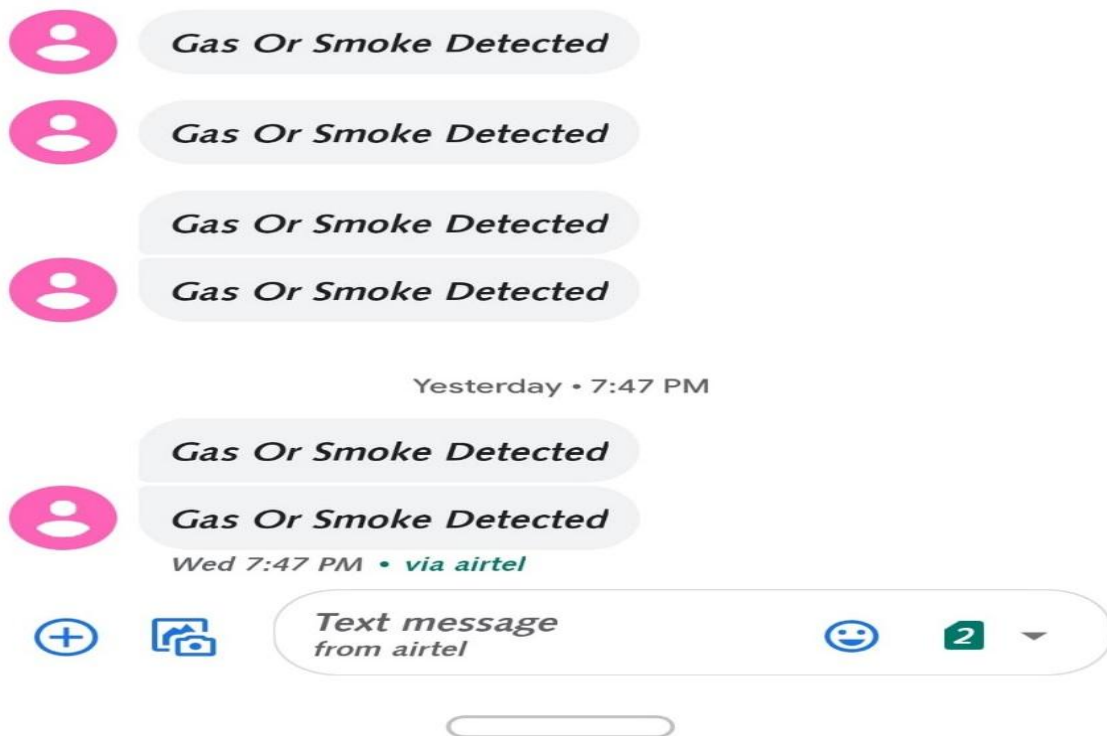 Gas Or Smoke Detected
Gas Or Smoke Detected
Gas Or Smoke Detected
Gas Or Smoke Detected
Yesterday • 7:47 PM
Gas Or Smoke Detected
Gas Or Smoke Detected
Wed 7:47 PM • via airtel
Text message
from airtel
2